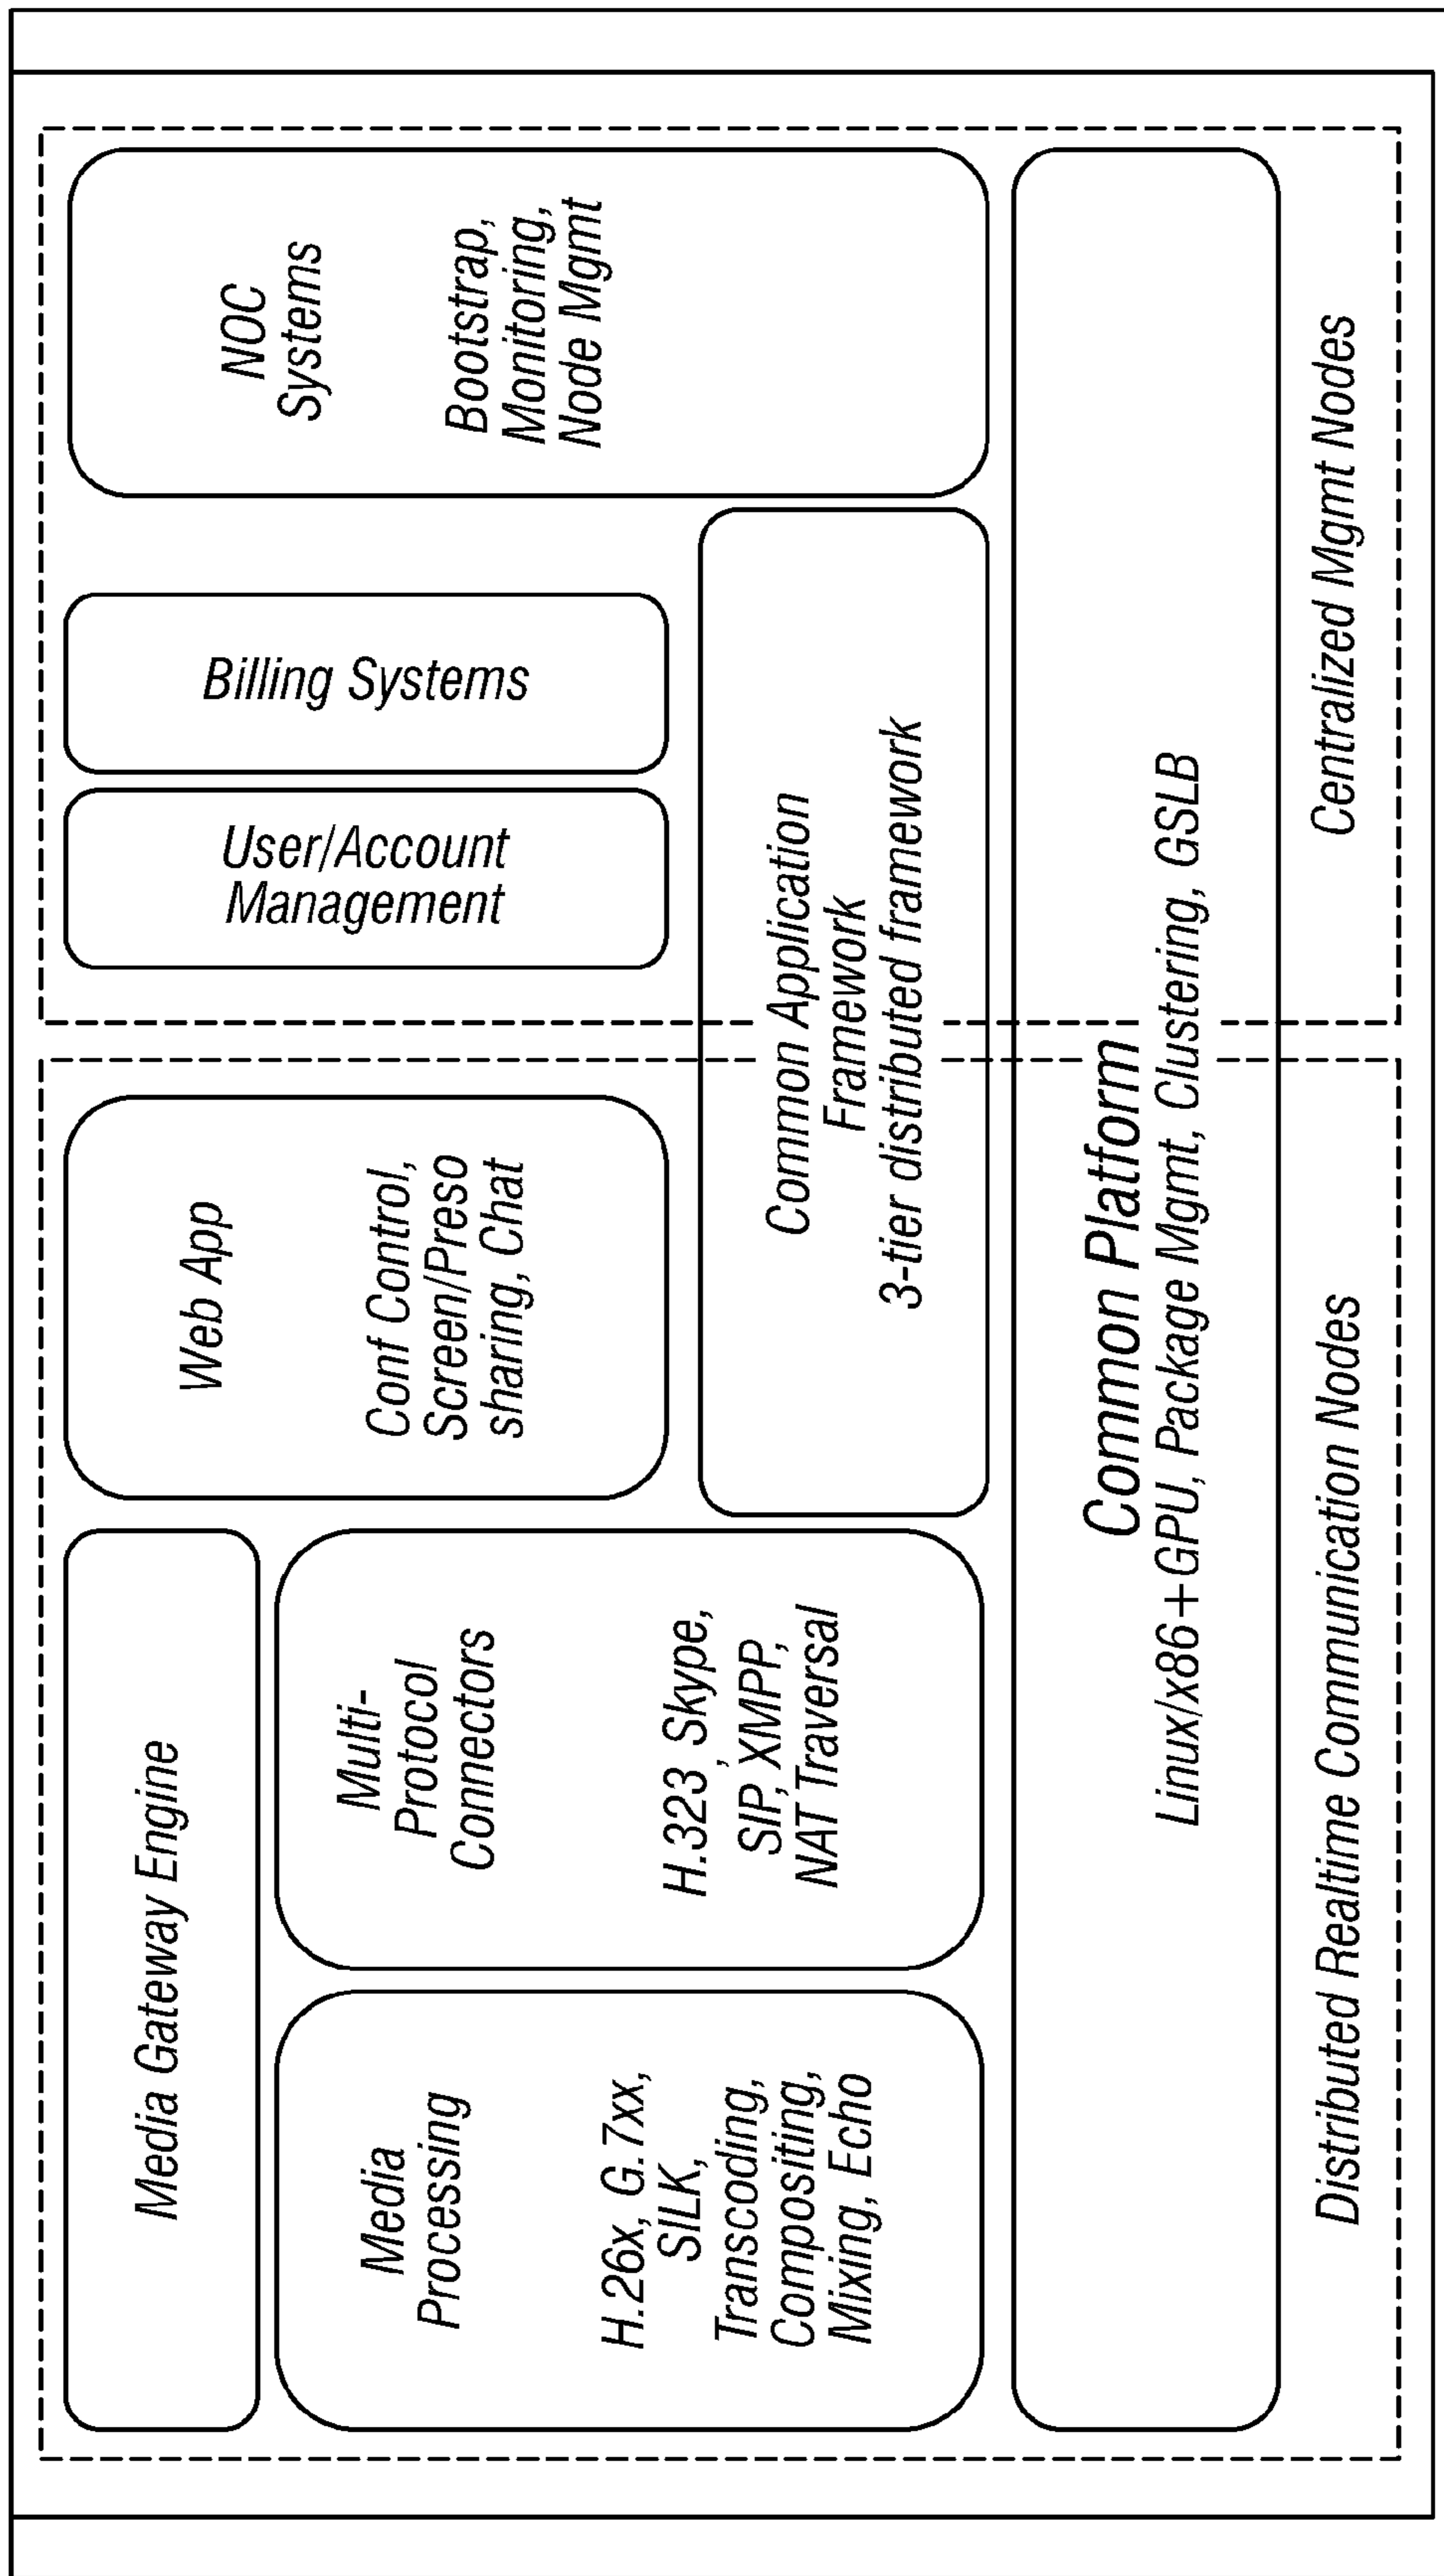 Media Gateway Engine
Media
Processing
H.26x, G.7xx,
SILK,
Transcoding,
Compositing,
Mixing, Echo
Multi-
Protocol
Connectors
H.323, Skype,
SIP, XMPP,
NAT Traversal
Web App
Conf Control,
Screen/Preso
sharing, Chat
User/Account
Management
Billing Systems
NOC
Systems
Bootstrap,
Monitoring,
Node Mgmt
Common Application
Framework
3-tier distributed framework
Common Platform
Linux/x86+GPU, Package Mgmt, Clustering, GSLB
Distributed Realtime Communication Nodes
Centralized Mgmt Nodes